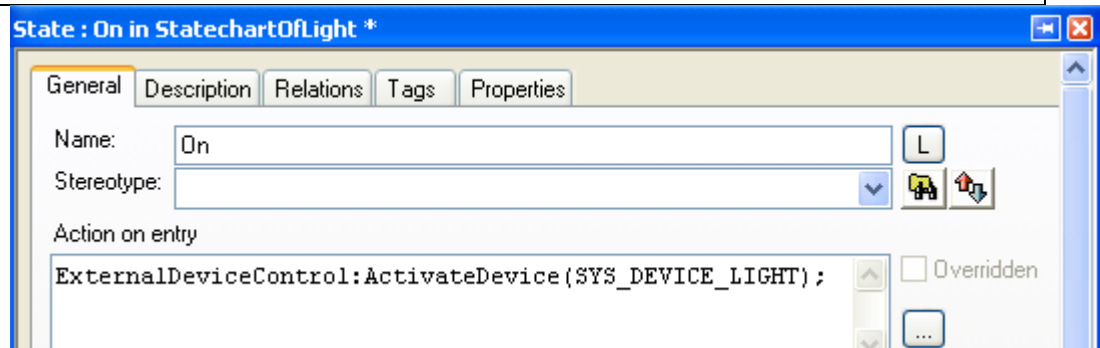 State : On in StatechartOfLight *
General Description Relations Tags Properties
Name: On L
Stereotype:
Action on entry
ExternalDeviceControl:ActivateDevice(SYS_DEVICE_LIGHT); Overridden
...